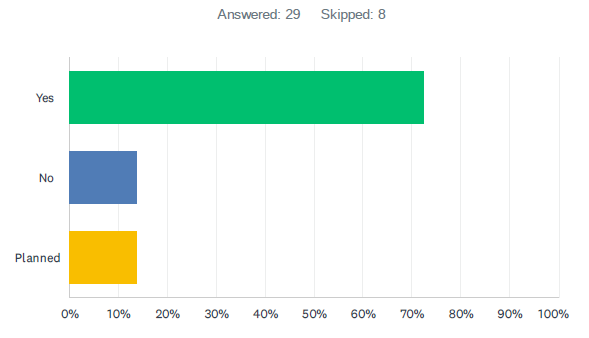 Answered: 29 Skipped: 8
Yes
No
Planned
0% 10% 20% 30% 40% 50% 60% 70% 80% 90% 100%